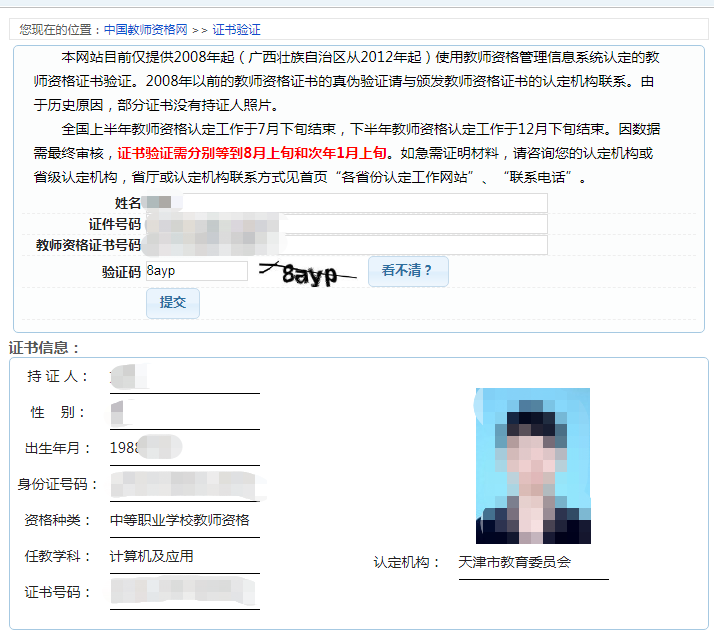 您现在的位置：中国教师资格网 >> 证书验证
本网站目前仅提供2008年起（广西壮族自治区从2012年起）使用教师资格管理信息系统认定的教
师资格证书验证。2008年以前的教师资格证书的真伪验证请与颁发教师资格证书的认定机构联系。由
于历史原因，部分证书没有持证人照片。
全国上半年教师资格认定工作于7月下旬结束，下半年教师资格认定工作于12月下旬结束。因数据
需最终审核，证书验证需分别等到8月上旬和次年1月上旬。如急需证明材料，请咨询您的认定机构或
省级认定机构，省厅或认定机构联系方式见首页“各省份认定工作网站”、“联系电话”。
姓名
证件号码
教师资格证书号码
验证码 8ayp 8ayp 看不清？
提交
证书信息：
持 证 人：
性 别：
出生年月： 198
身份证号码：
资格种类： 中等职业学校教师资格
任教学科： 计算机及应用
认定机构： 天津市教育委员会
证书号码：